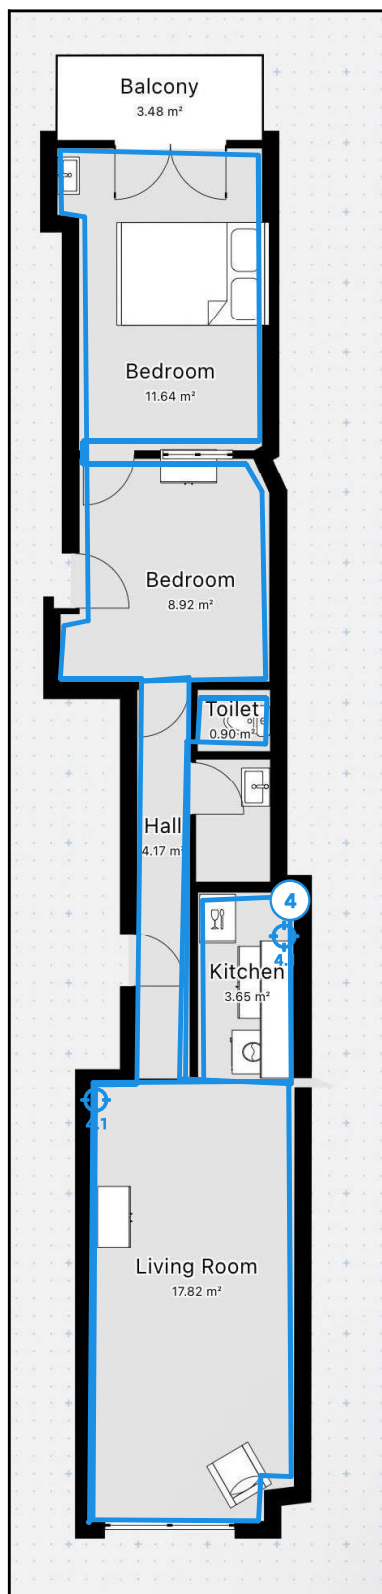 Balcony
3.48 m²
Bedroom
11.64 m²
Bedroom
8.92 m²
Toilet
0.90 m²
Hall
4.17 m²
4
4.
Kitchen
3.65 m²
4.1
Living Room
17.82 m²